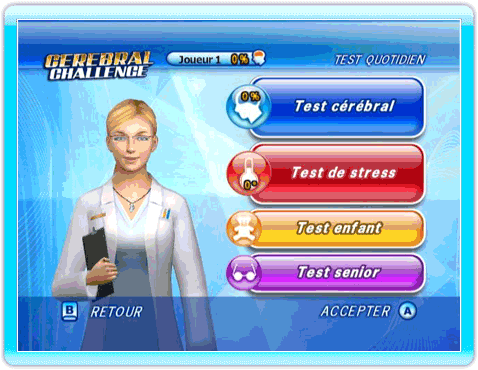 CEREBRAL
CHALLENGE
Joueur 1 0%
TEST QUOTIDIEN
0%
Test cérébral
Test de stress
0°
Test enfant
Test senior
B RETOUR
ACCEPTER A